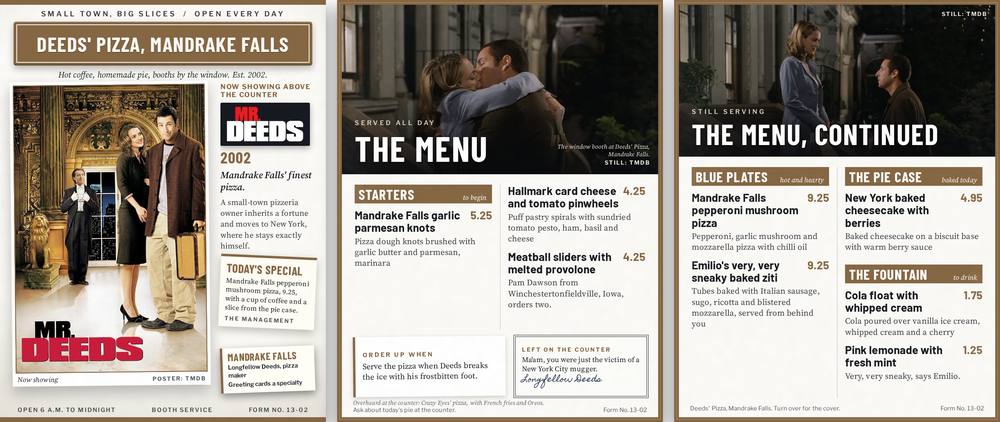 SMALL TOWN, BIG SLICES / OPEN EVERY DAY
DEEDS' PIZZA, MANDRAKE FALLS
Hot coffee, homemade pie, booths by the window. Est. 2002.
NOW SHOWING ABOVE
THE COUNTER
MR.
DEEDS
2002
Mandrake Falls' finest
pizza.
A small-town pizzeria
owner inherits a fortune
and moves to New York,
where he stays exactly
himself.
TODAY'S SPECIAL
Mandrake Falls pepperoni
mushroom pizza, 9.25,
with a cup of coffee and a
slice from the pie case.
THE MANAGEMENT
MANDRAKE FALLS
Longfellow Deeds, pizza
maker
Greeting cards a specialty
MR.
DEEDS
Now showing
POSTER: TMDB
OPEN 6 A.M. TO MIDNIGHT
BOOTH SERVICE
FORM NO. 13-02
SERVED ALL DAY
THE MENU
The window booth at Deeds' Pizza,
Mandrake Falls.
STILL: TMDB
STARTERS
to begin
Mandrake Falls garlic 5.25
parmesan knots
Pizza dough knots brushed with
garlic butter and parmesan,
marinara
Hallmark card cheese 4.25
and tomato pinwheels
Puff pastry spirals with sundried
tomato pesto, ham, basil and
cheese
Meatball sliders with 4.25
melted provolone
Pam Dawson from
Winchestertonfieldville, Iowa,
orders two.
ORDER UP WHEN
Serve the pizza when Deeds breaks
the ice with his frostbitten foot.
LEFT ON THE COUNTER
Ma'am, you were just the victim of a
New York City mugger.
Longfellow Deeds
Overheard at the counter: Crazy Eyes' pizza, with French fries and Oreos.
Ask about today's pie at the counter.
Form No. 13-02
STILL: TMDB
STILL SERVING
THE MENU, CONTINUED
BLUE PLATES
hot and hearty
Mandrake Falls 9.25
pepperoni mushroom
pizza
Pepperoni, garlic mushroom and
mozzarella pizza with chilli oil
Emilio's very, very 9.25
sneaky baked ziti
Tubes baked with Italian sausage,
sugo, ricotta and blistered
mozzarella, served from behind
you
THE PIE CASE
baked today
New York baked 4.95
cheesecake with
berries
Baked cheesecake on a biscuit base
with warm berry sauce
THE FOUNTAIN
to drink
Cola float with 1.75
whipped cream
Cola poured over vanilla ice cream,
whipped cream and a cherry
Pink lemonade with 1.25
fresh mint
Very, very sneaky, says Emilio.
Deeds' Pizza, Mandrake Falls. Turn over for the cover.
Form No. 13-02